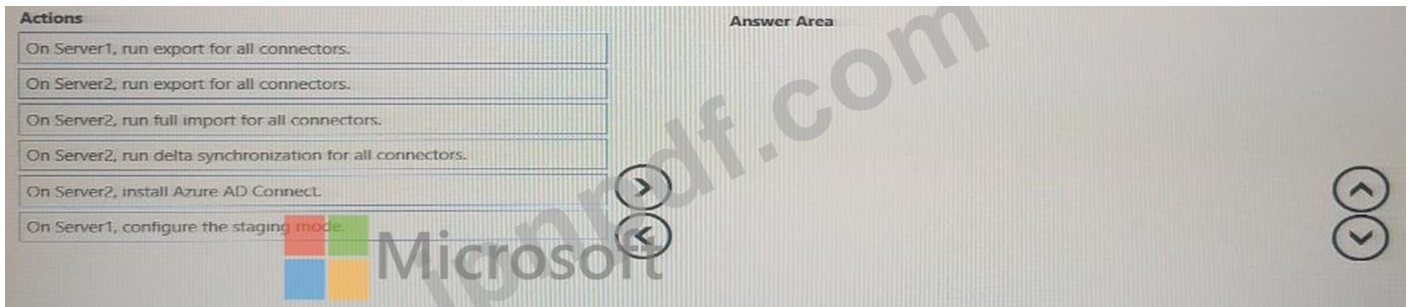 Actions
Answer Area
On Server1, run export for all connectors.
On Server2, run export for all connectors.
On Server2, run full import for all connectors.
On Server2, run delta synchronization for all connectors.
On Server2, install Azure AD Connect.
On Server1, configure the staging mode.
Microsoft